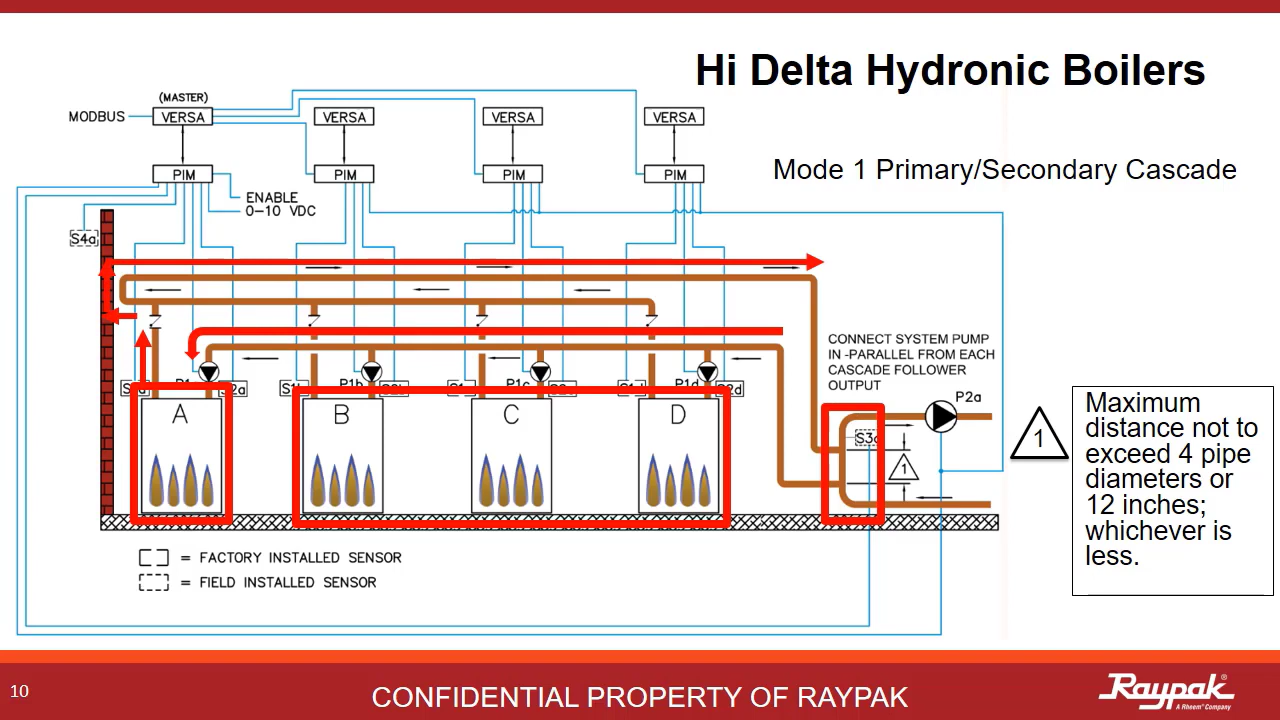 Hi Delta Hydronic Boilers
Mode 1 Primary/Secondary Cascade
(MASTER)
MODBUS
VERSA
VERSA
VERSA
VERSA
PIM
PIM
PIM
PIM
ENABLE
0-10 VDC
S4a
CONNECT SYSTEM PUMP
IN -PARALLEL FROM EACH
CASCADE FOLLOWER
OUTPUT
P1b
P1c
P1d
P2a
A
B
C
D
1
1
Maximum
distance not to
exceed 4 pipe
diameters or
12 inches;
whichever is
less.
= FACTORY INSTALLED SENSOR
= FIELD INSTALLED SENSOR
10
CONFIDENTIAL PROPERTY OF RAYPAK
Raypak®
A Rheem® Company